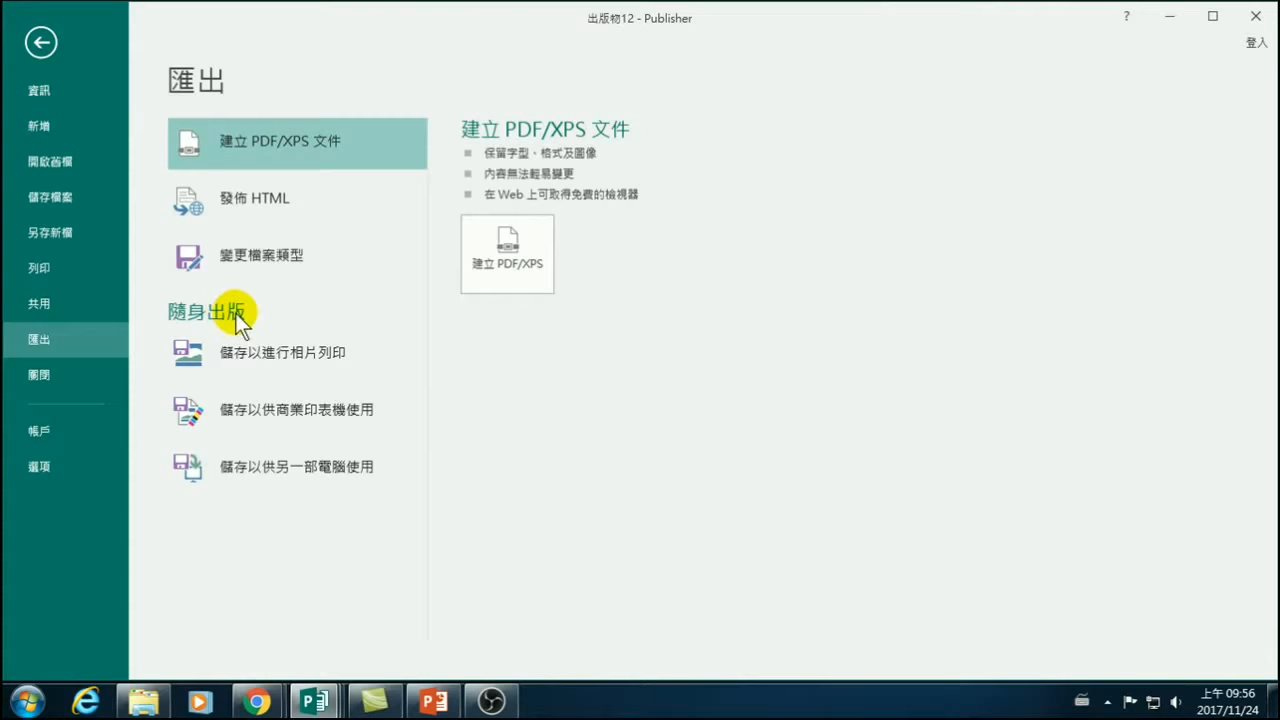 出版物12 - Publisher
?
登入
資訊
新增
開啟舊檔
儲存檔案
另存新檔
列印
共用
匯出
關閉
帳戶
選項
匯出
建立 PDF/XPS 文件
發佈 HTML
變更檔案類型
隨身出版
儲存以進行相片列印
儲存以供商業印表機使用
儲存以供另一部電腦使用
建立 PDF/XPS 文件
保留字型、格式及圖像
內容無法輕易變更
在 Web 上可取得免費的檢視器
建立 PDF/XPS
上午 09:56
2017/11/24